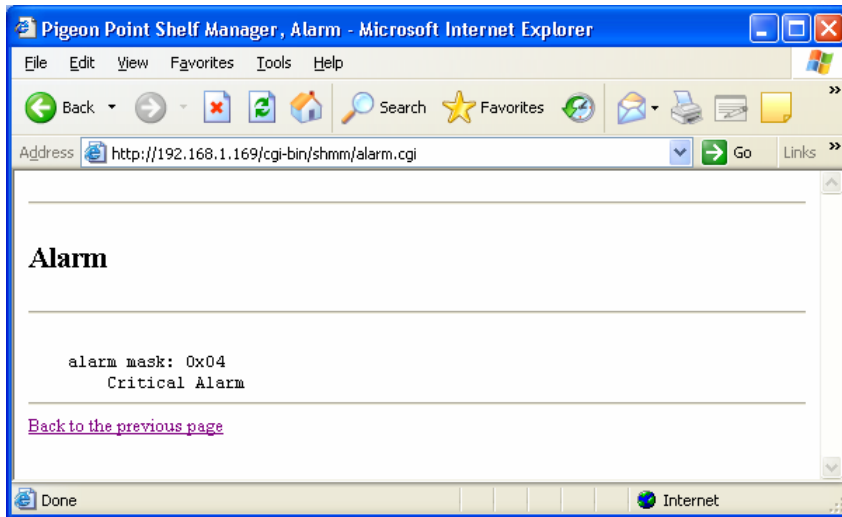 Pigeon Point Shelf Manager, Alarm - Microsoft Internet Explorer
File Edit View Favorites Tools Help
Back Search Favorites »
Address http://192.168.1.169/cgi-bin/shmm/alarm.cgi Go Links »
Alarm
alarm mask: 0x04
Critical Alarm
Back to the previous page
Done Internet